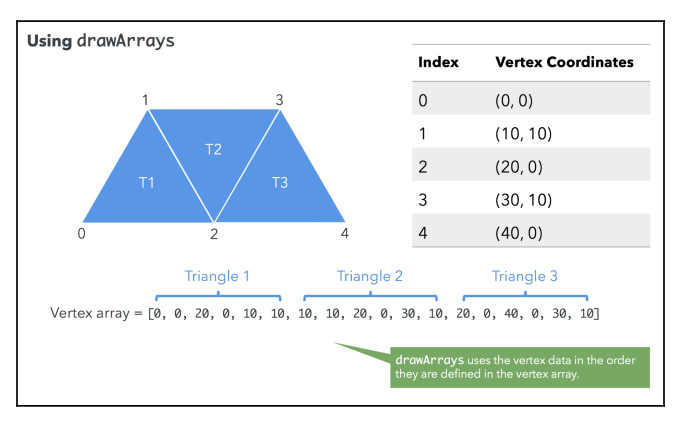 Using drawArrays
Index Vertex Coordinates
0 (0, 0)
1 (10, 10)
2 (20, 0)
3 (30, 10)
4 (40, 0)
1 3
T2
T1 T3
0 2 4
Triangle 1 Triangle 2 Triangle 3
Vertex array = [0, 0, 20, 0, 10, 10, 10, 10, 20, 0, 30, 10, 20, 0, 40, 0, 30, 10]
drawArrays uses the vertex data in the order
they are defined in the vertex array.